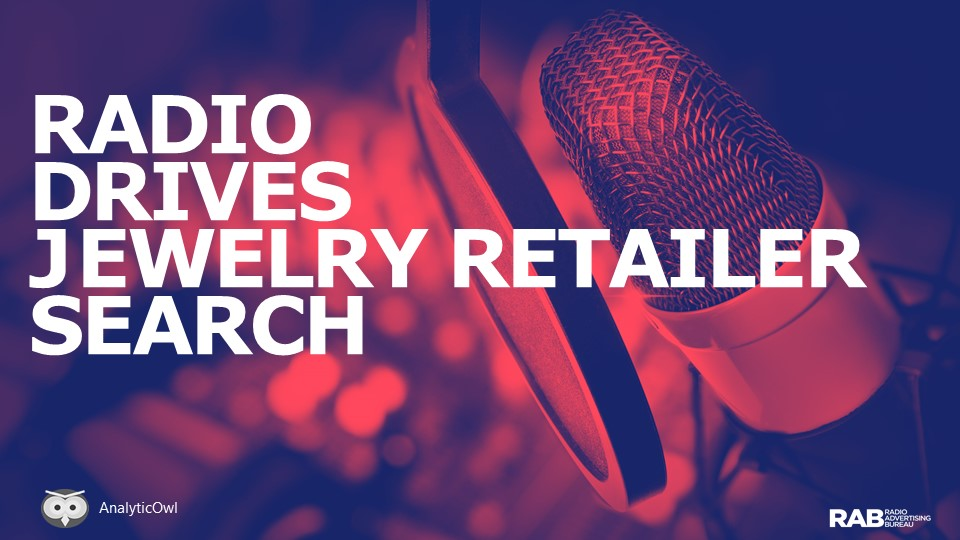 RADIO
DRIVES
JEWELRY RETAILER
SEARCH
AnalyticOwl
RAB RADIO
ADVERTISING
BUREAU